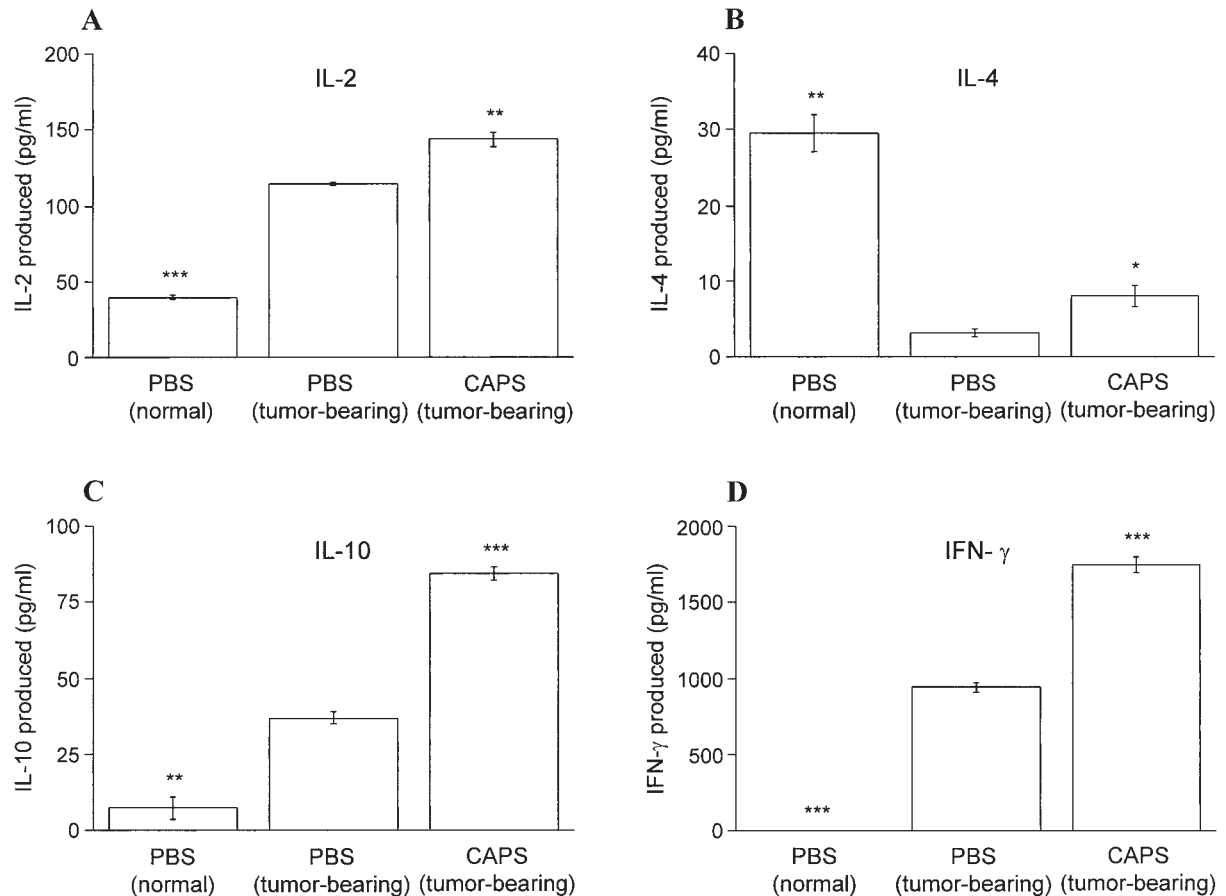 A
IL-2
IL-2 produced (pg/ml)
200
150
100
50
0
***
**
PBS
(normal)
PBS
(tumor-bearing)
CAPS
(tumor-bearing)
B
IL-4
IL-4 produced (pg/ml)
40
30
20
10
0
**
*
PBS
(normal)
PBS
(tumor-bearing)
CAPS
(tumor-bearing)
C
IL-10
IL-10 produced (pg/ml)
100
75
50
25
0
**
***
PBS
(normal)
PBS
(tumor-bearing)
CAPS
(tumor-bearing)
D
IFN- γ
IFN-γ produced (pg/ml)
2000
1500
1000
500
0
***
***
PBS
(normal)
PBS
(tumor-bearing)
CAPS
(tumor-bearing)